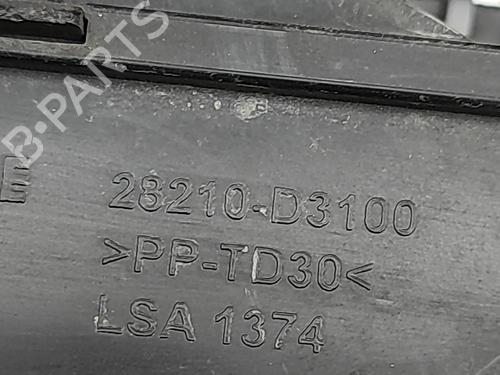 B-PARTS
E
28210-D3100
>PP-TD30<
LSA 1374